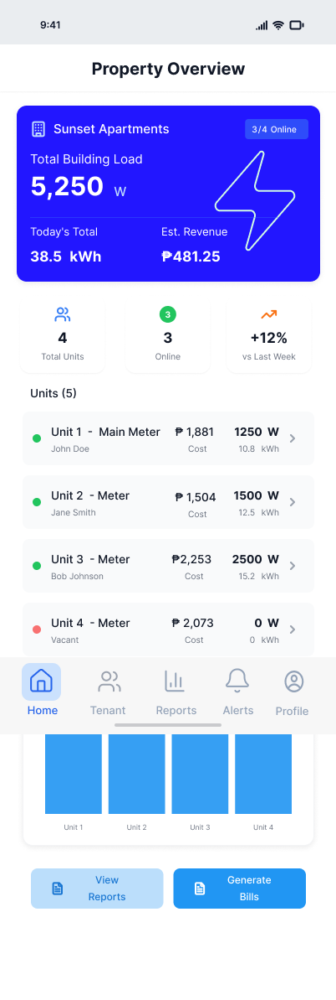 9:41
Property Overview
Sunset Apartments
3/4 Online
Total Building Load
5,250 W
Today's Total
Est. Revenue
38.5 kWh
₱481.25
3
4
3
+12%
Total Units
Online
vs Last Week
Units (5)
Unit 1 - Main Meter
₱ 1,881
1250 W
John Doe
Cost
10.8 kWh
Unit 2 - Meter
₱ 1,504
1500 W
Jane Smith
Cost
12.5 kWh
Unit 3 - Meter
₱2,253
2500 W
Bob Johnson
Cost
15.2 kWh
Unit 4 - Meter
₱ 2,073
0 W
Vacant
Cost
0 kWh
Home
Tenant
Reports
Alerts
Profile
Unit 1
Unit 2
Unit 3
Unit 4
View
Reports
Generate
Bills